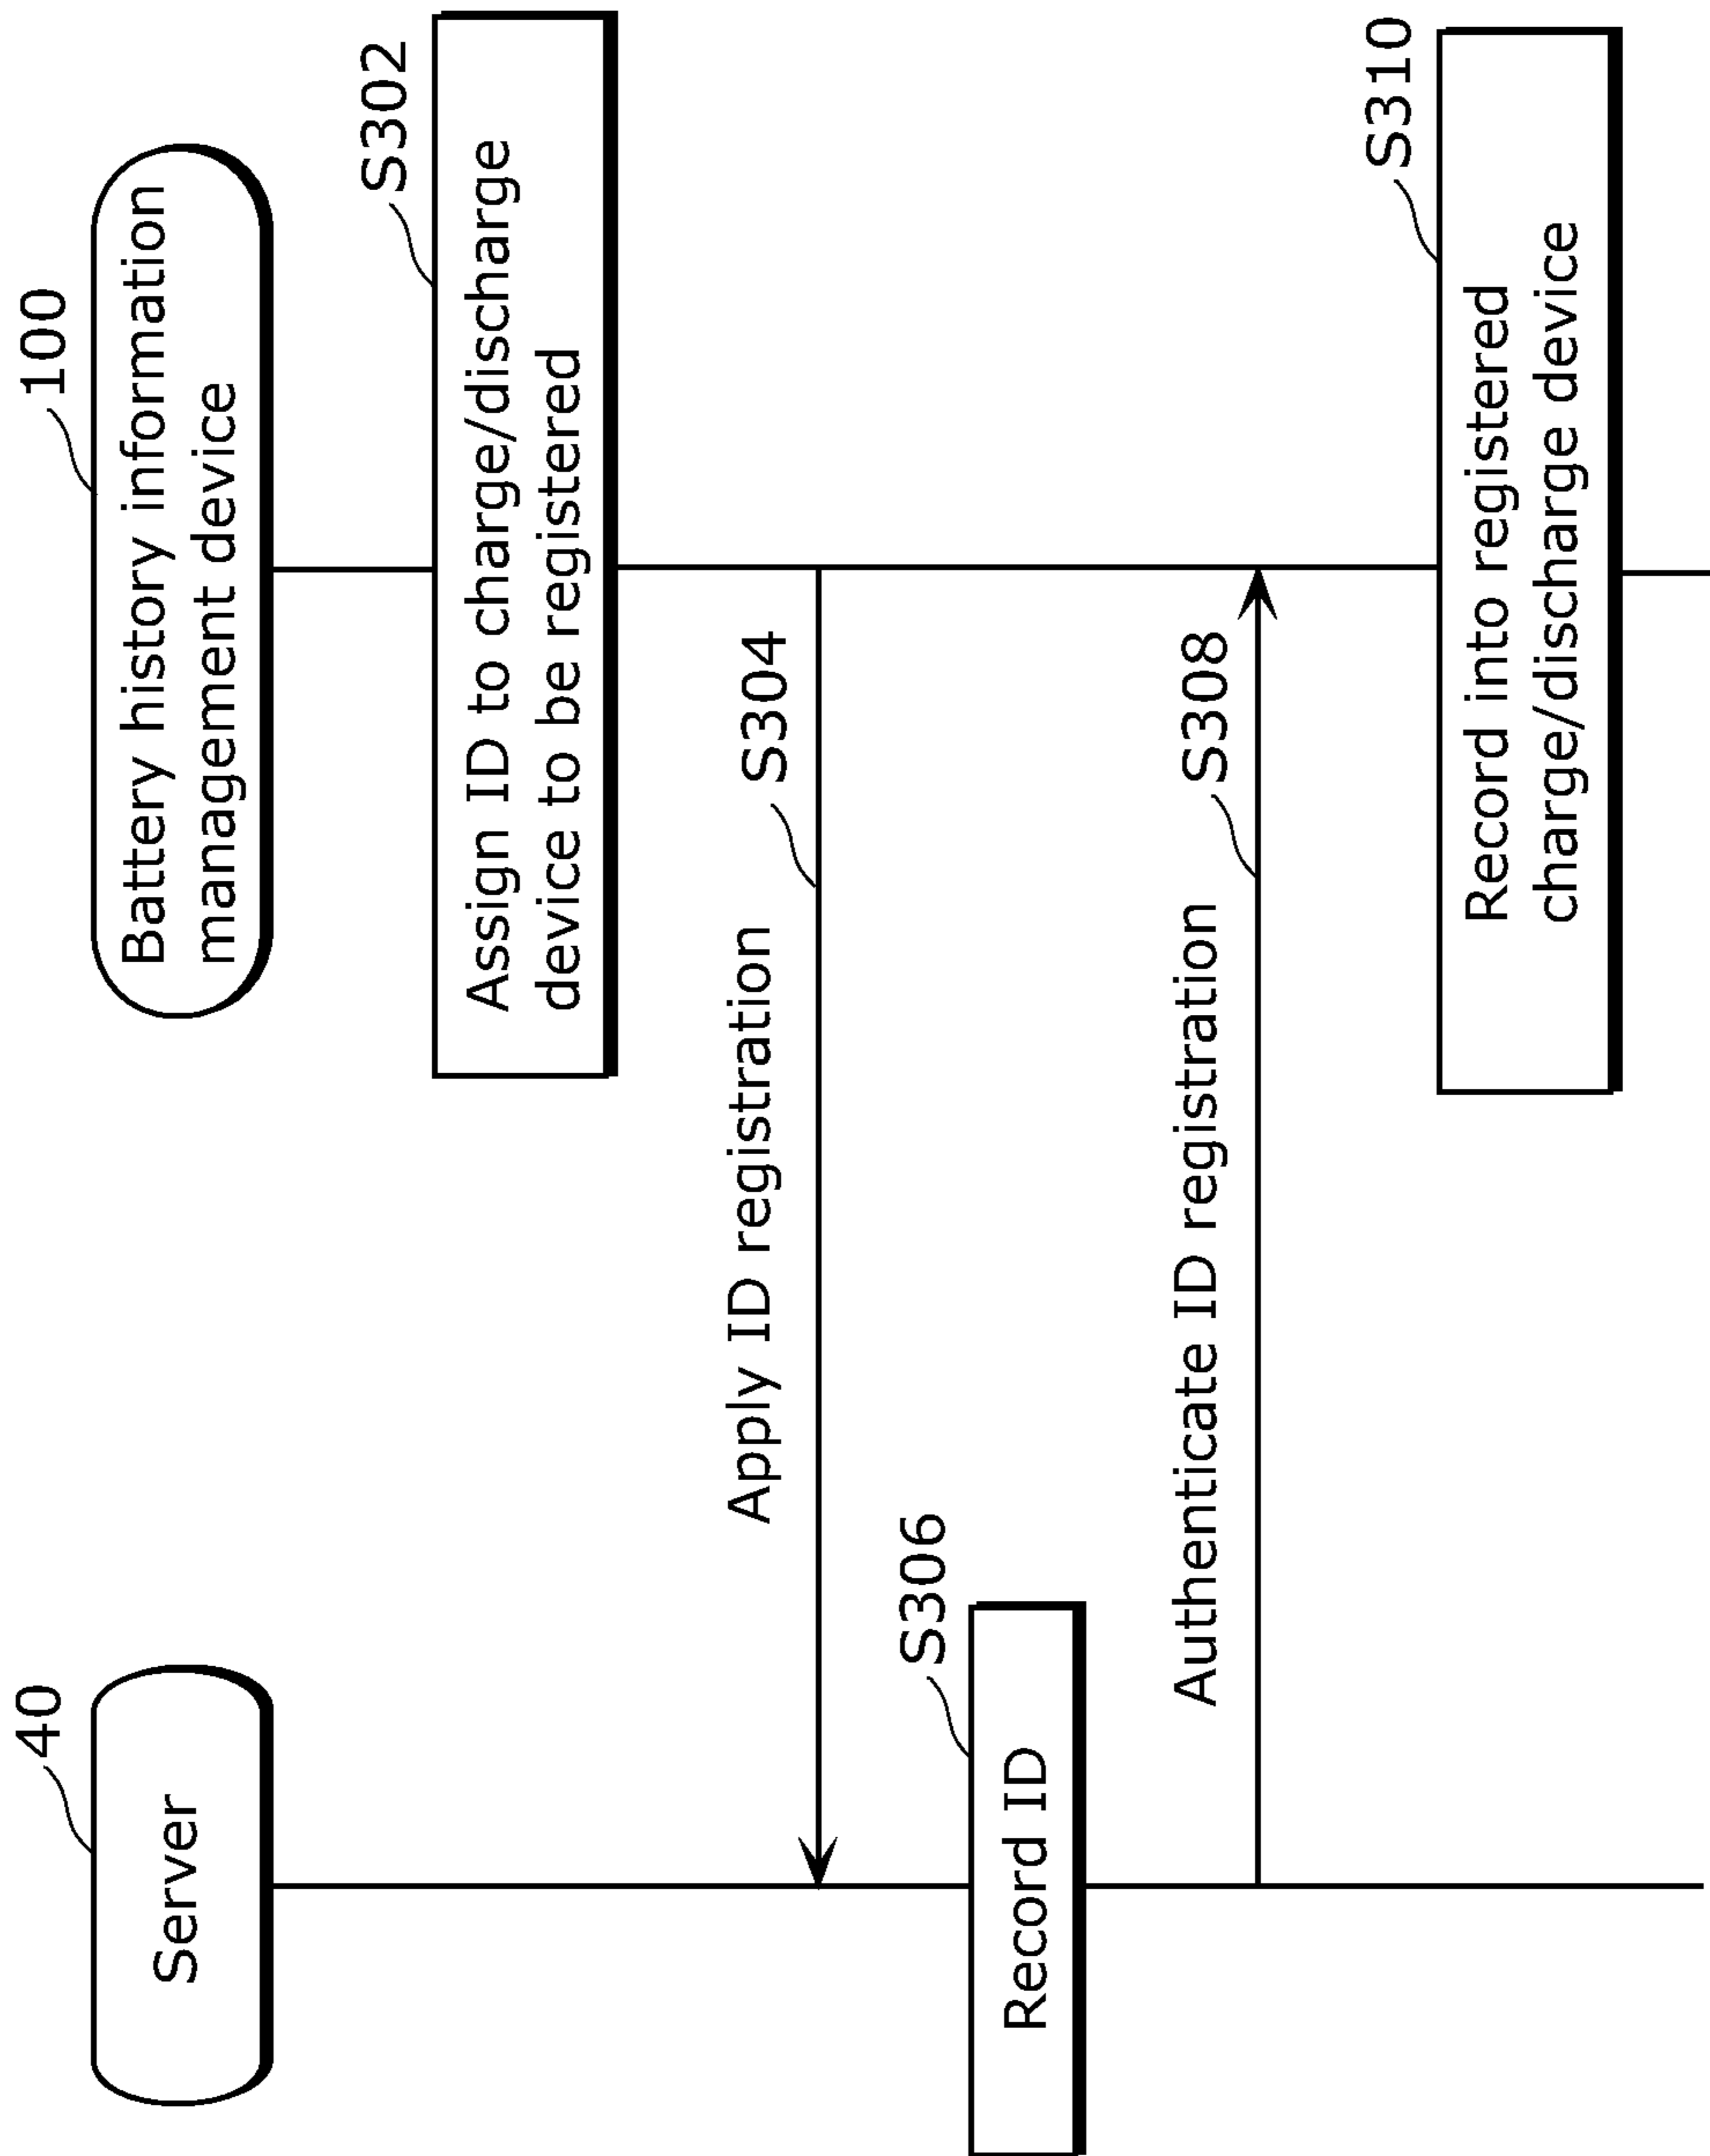 40
Server
100
Battery history information
management device
S302
Assign ID to charge/discharge
device to be registered
Apply ID registration
S304
S306
Record ID
Authenticate ID registration
S308
S310
Record into registered
charge/discharge device